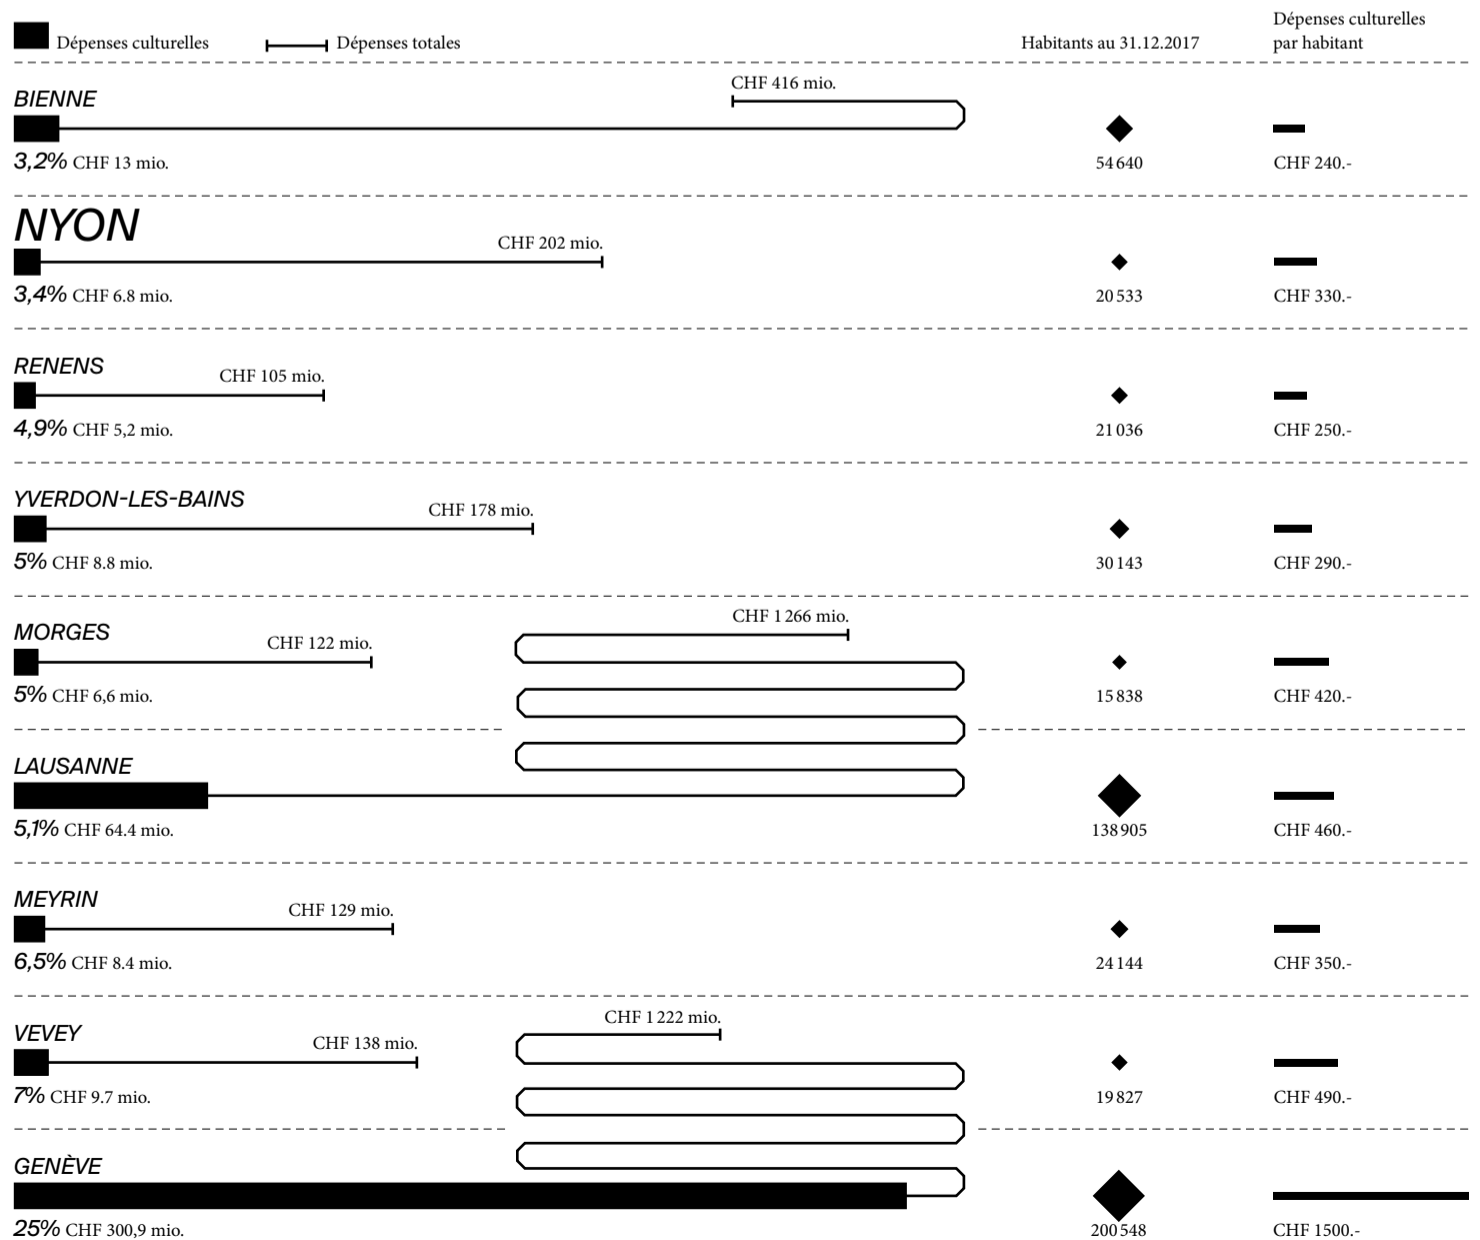 Dépenses culturelles
Dépenses totales
Habitants au 31.12.2017
Dépenses culturelles
par habitant
CHF 416 mio.
BIENNE
3,2% CHF 13 mio.
54 640
CHF 240.-
NYON
CHF 202 mio.
3,4% CHF 6.8 mio.
20 533
CHF 330.-
RENENS
CHF 105 mio.
4,9% CHF 5,2 mio.
21 036
CHF 250.-
YVERDON-LES-BAINS
CHF 178 mio.
5% CHF 8.8 mio.
30 143
CHF 290.-
MORGES
CHF 122 mio.
5% CHF 6,6 mio.
15 838
CHF 420.-
CHF 1 266 mio.
LAUSANNE
5,1% CHF 64.4 mio.
138 905
CHF 460.-
MEYRIN
CHF 129 mio.
6,5% CHF 8.4 mio.
24 144
CHF 350.-
VEVEY
CHF 138 mio.
7% CHF 9.7 mio.
19 827
CHF 490.-
CHF 1 222 mio.
GENÈVE
25% CHF 300,9 mio.
200 548
CHF 1500.-